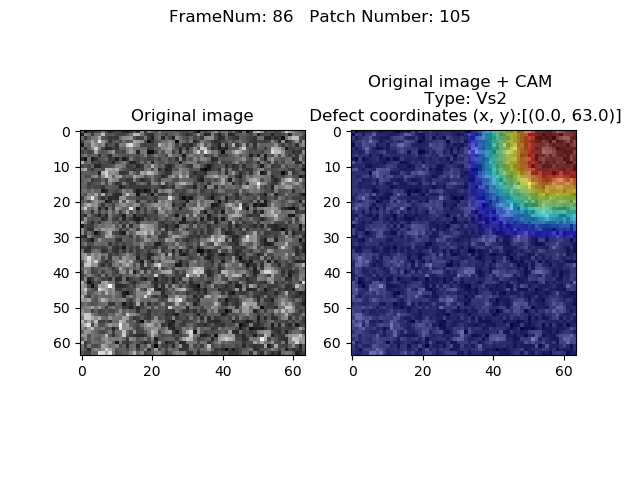 FrameNum: 86   Patch Number: 105
Original image
Original image + CAM
Type: Vs2
Defect coordinates (x, y):[(0.0, 63.0)]
0
10
20
30
40
50
60
0 20 40 60
0
10
20
30
40
50
60
0 20 40 60